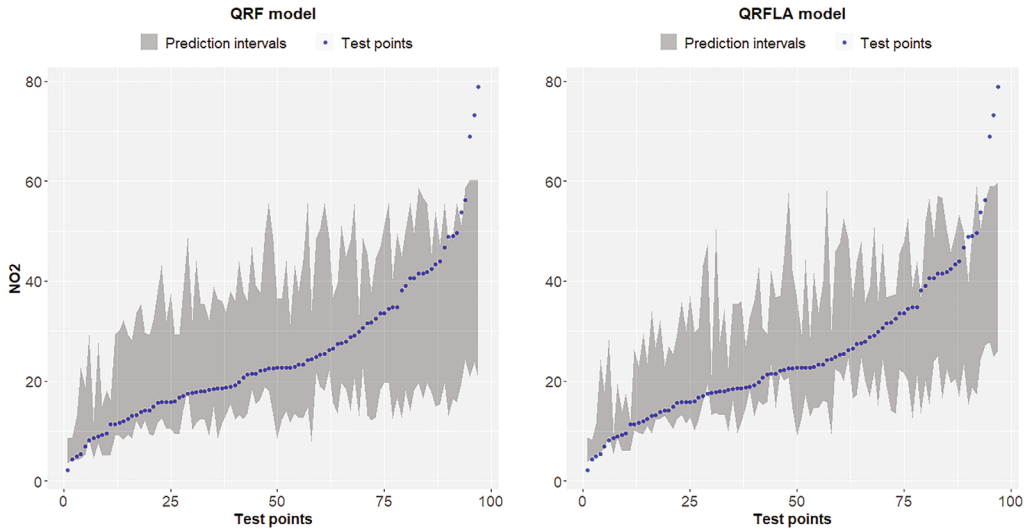 QRF model
Prediction intervals Test points
NO2
80
60
40
20
0
0 25 50 75 100
Test points
QRFLA model
Prediction intervals Test points
80
60
40
20
0
0 25 50 75 100
Test points